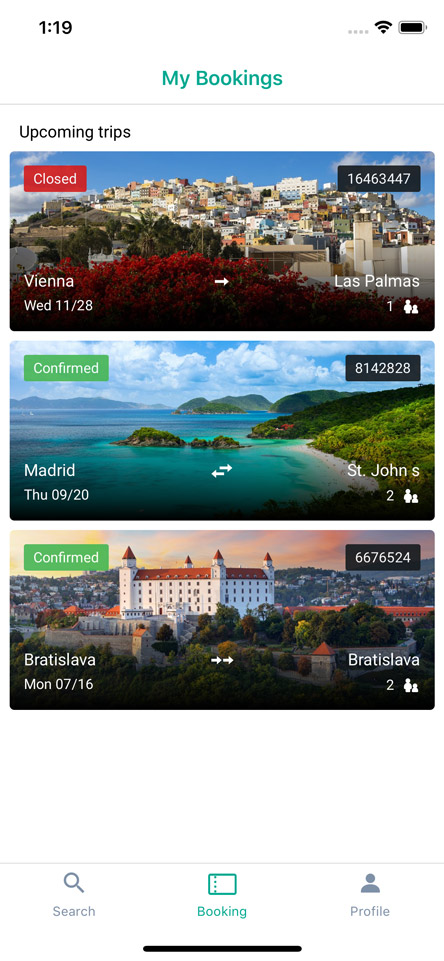 1:19
My Bookings
Upcoming trips
Closed 16463447
Vienna Las Palmas
Wed 11/28 1
Confirmed 8142828
Madrid St. John s
Thu 09/20 2
Confirmed 6676524
Bratislava Bratislava
Mon 07/16 2
Search Booking Profile